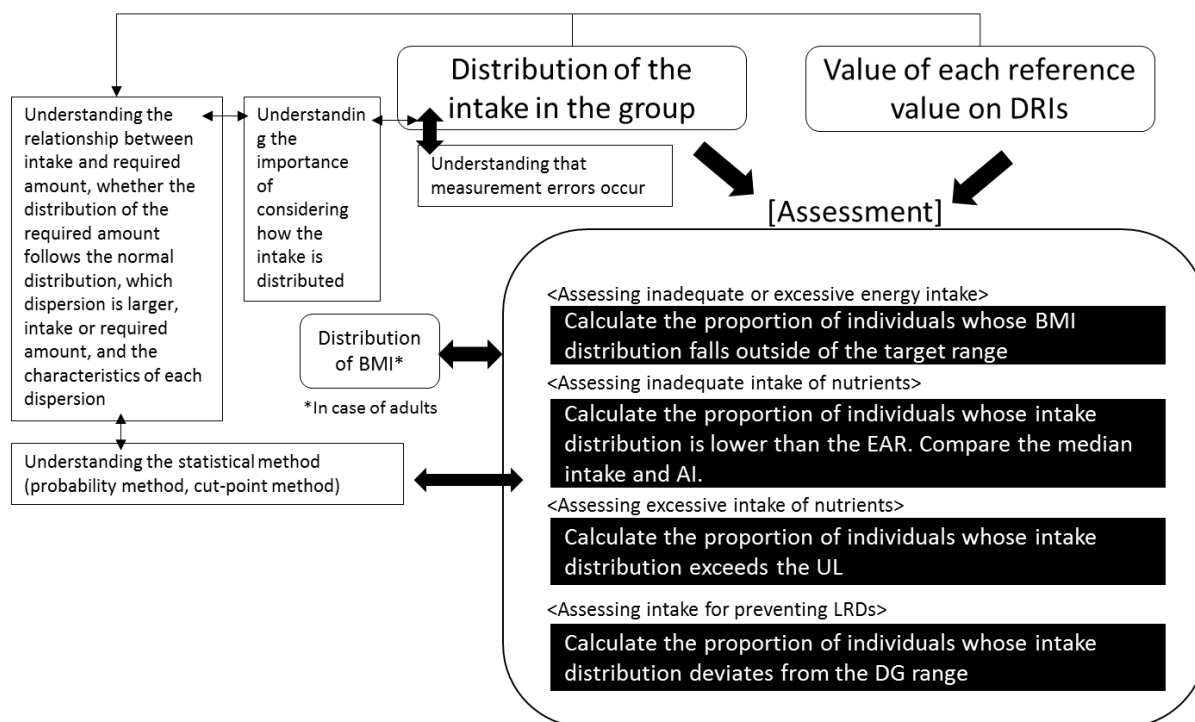 Distribution of the
intake in the group
Value of each reference
value on DRIs
Understanding the
relationship between
intake and required
amount, whether the
distribution of the
required amount
follows the normal
distribution, which
dispersion is larger,
intake or required
amount, and the
characteristics of each
dispersion
Understandin
g the
importance of
considering
how the
intake is
distributed
Understanding that
measurement errors occur
[Assessment]
Distribution
of BMI*
*In case of adults
Understanding the statistical method
(probability method, cut-point method)
<Assessing inadequate or excessive energy intake>
Calculate the proportion of individuals whose BMI
distribution falls outside of the target range
<Assessing inadequate intake of nutrients>
Calculate the proportion of individuals whose intake
distribution is lower than the EAR. Compare the median
intake and AI.
<Assessing excessive intake of nutrients>
Calculate the proportion of individuals whose intake
distribution exceeds the UL
<Assessing intake for preventing LRDs>
Calculate the proportion of individuals whose intake
distribution deviates from the DG range